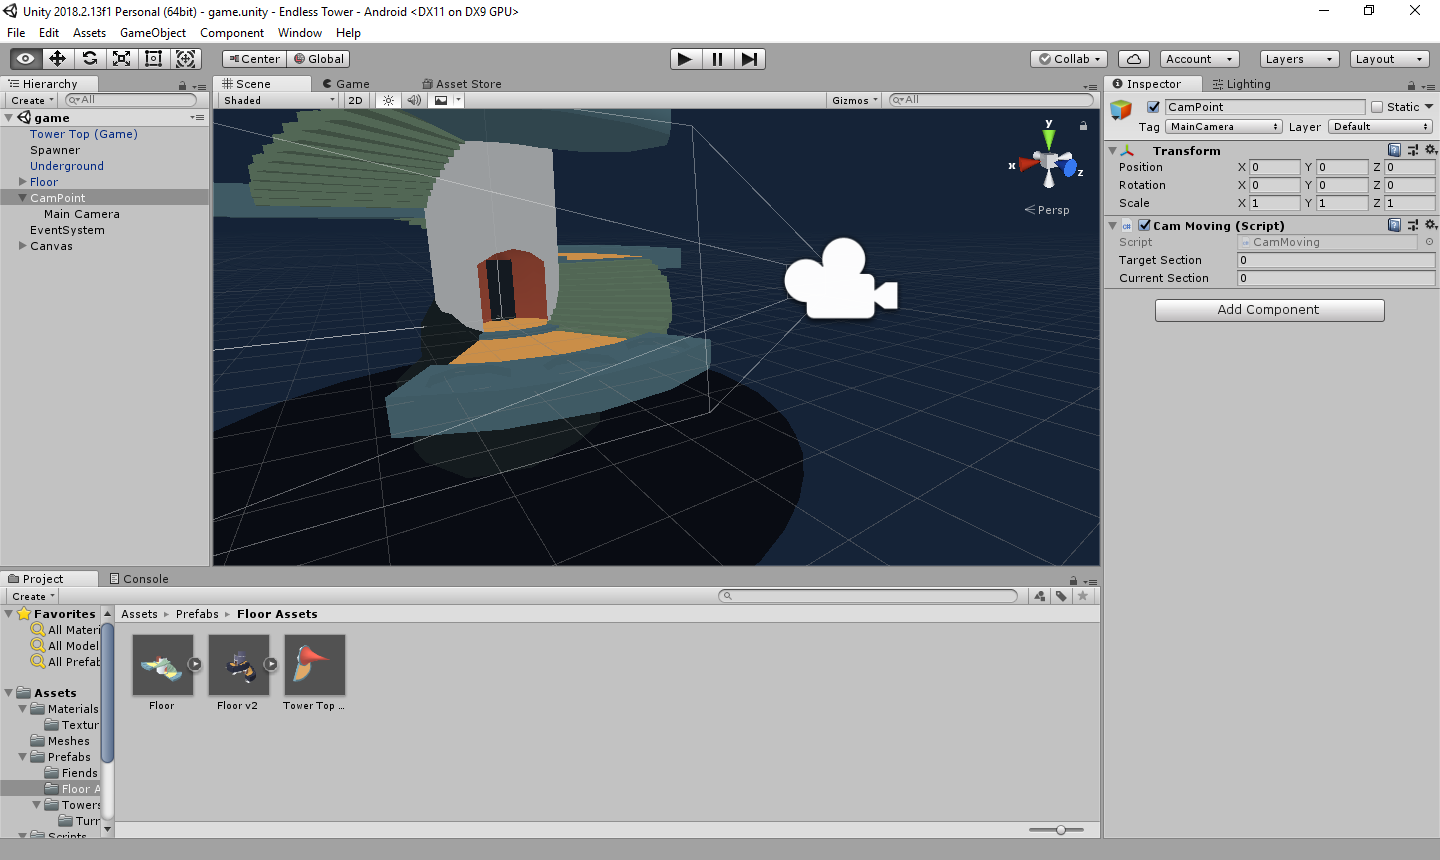 Unity 2018.2.13f1 Personal (64bit) - game.unity - Endless Tower - Android <DX11 on DX9 GPU>
File Edit Assets GameObject Component Window Help
Center Global Collab Account Layers Layout
Hierarchy
Create All
game
Tower Top (Game)
Spawner
Underground
Floor
CamPoint
Main Camera
EventSystem
Canvas
Scene Game Asset Store
Shaded 2D Gizmos All
y
x
z
Persp
Inspector Lighting
CamPoint Static
Tag MainCamera Layer Default
Transform
Position X 0 Y 0 Z 0
Rotation X 0 Y 0 Z 0
Scale X 1 Y 1 Z 1
Cam Moving (Script)
Script CamMoving
Target Section 0
Current Section 0
Add Component
Project Console
Create
Favorites
All Materi
All Model
All Prefab
Assets
Materials
Textur
Meshes
Prefabs
Fiends
Floor A
Towers
Turr
Scripts
Assets Prefabs Floor Assets
Floor
Floor v2
Tower Top ...